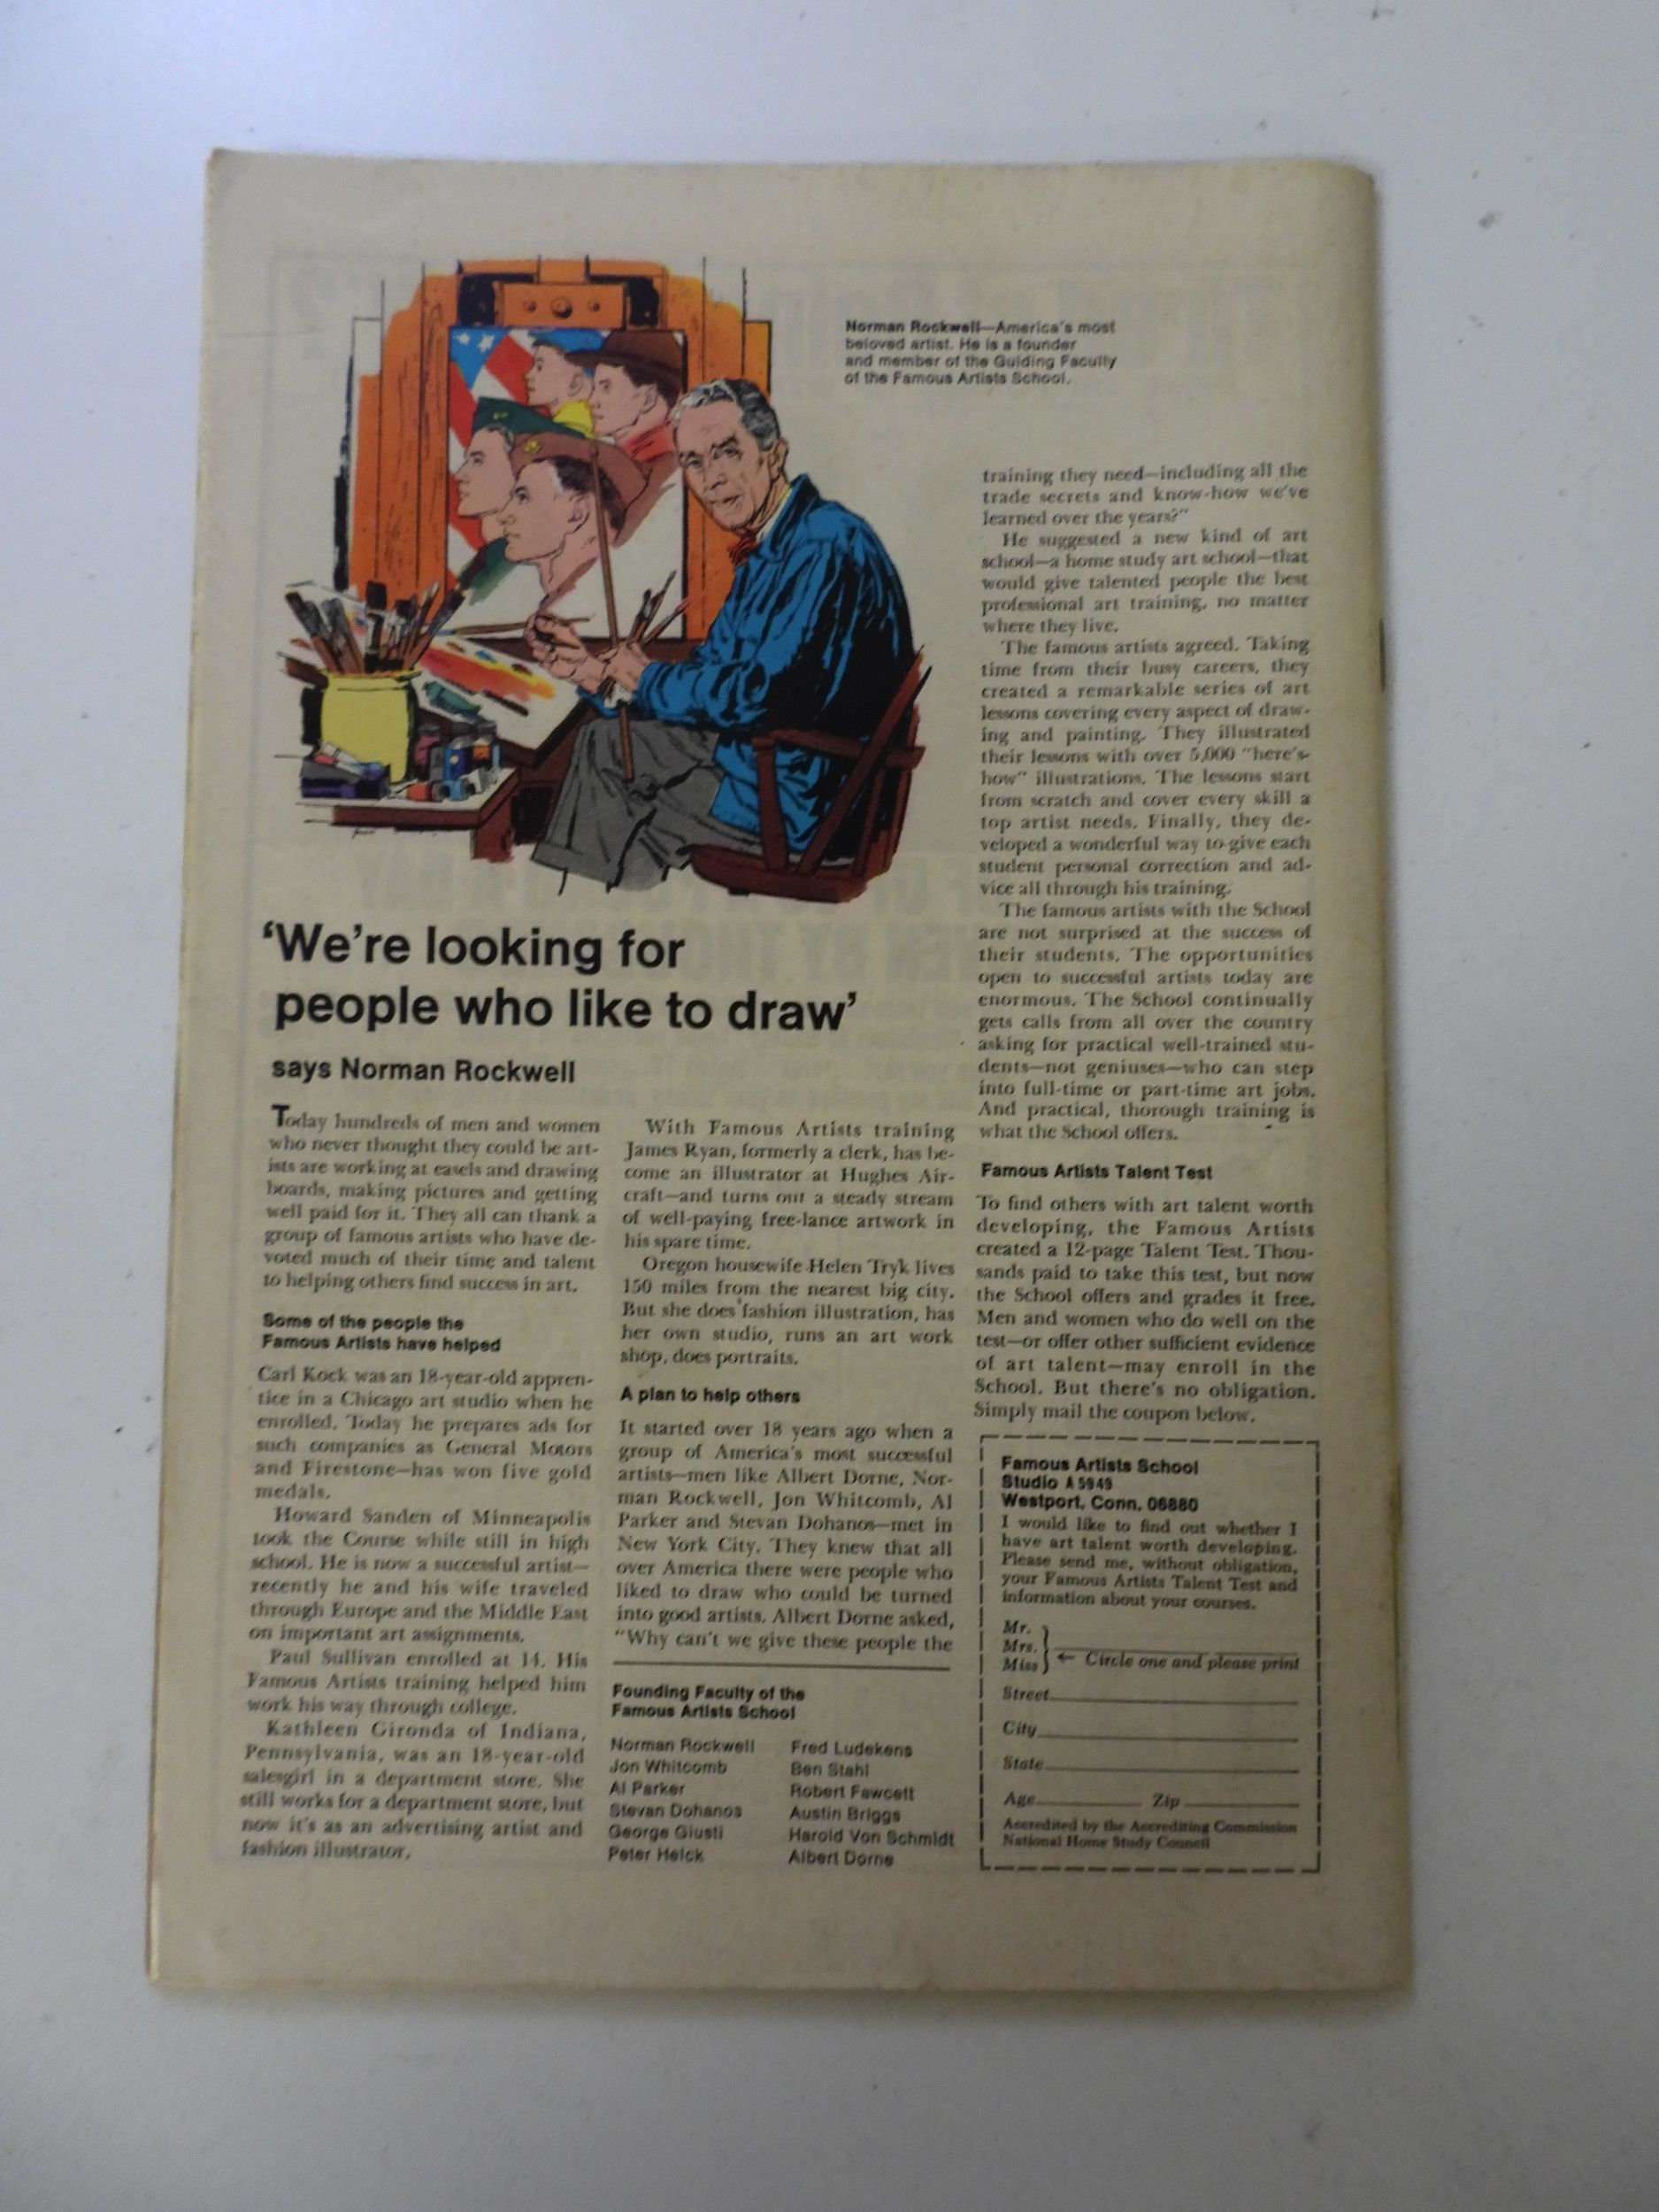 Norman Rockwell—America's most
beloved artist. He is a founder
and member of the Guiding Faculty
of the Famous Artists School.
'We're looking for
people who like to draw'
says Norman Rockwell
Today hundreds of men and women
who never thought they could be art-
ists are working at easels and drawing
boards, making pictures and getting
well paid for it. They all can thank a
group of famous artists who have de-
voted much of their time and talent
to helping others find success in art.
Some of the people the
Famous Artists have helped
Carl Kock was an 18-year-old appren-
tice in a Chicago art studio when he
enrolled. Today he prepares ads for
such companies as General Motors
and Firestone—has won five gold
medals.
Howard Sanden of Minneapolis
took the Course while still in high
school. He is now a successful artist—
recently he and his wife traveled
through Europe and the Middle East
on important art assignments.
Paul Sullivan enrolled at 14. His
Famous Artists training helped him
work his way through college.
Kathleen Gironda of Indiana,
Pennsylvania, was an 18-year-old
salesgirl in a department store. She
still works for a department store, but
now it's as an advertising artist and
fashion illustrator.
With Famous Artists training
James Ryan, formerly a clerk, has be-
come an illustrator at Hughes Air-
craft—and turns out a steady stream
of well-paying free-lance artwork in
his spare time.
Oregon housewife Helen Tryk lives
150 miles from the nearest big city.
But she does fashion illustration, has
her own studio, runs an art work
shop, does portraits.
A plan to help others
It started over 18 years ago when a
group of America's most successful
artists—men like Albert Dorne, Nor-
man Rockwell, Jon Whitcomb, Al
Parker and Stevan Dohanos—met in
New York City. They knew that all
over America there were people who
liked to draw who could be turned
into good artists. Albert Dorne asked,
"Why can't we give these people the
Founding Faculty of the
Famous Artists School
Norman Rockwell
Jon Whitcomb
Al Parker
Stevan Dohanos
George Giusti
Peter Helck
Fred Ludekens
Ben Stahl
Robert Fawcett
Austin Briggs
Harold Von Schmidt
Albert Dorne
training they need—including all the
trade secrets and know-how we've
learned over the years?"
He suggested a new kind of art
school—a home study art school—that
would give talented people the best
professional art training, no matter
where they live.
The famous artists agreed. Taking
time from their busy careers, they
created a remarkable series of art
lessons covering every aspect of draw-
ing and painting. They illustrated
their lessons with over 5,000 "here's-
how" illustrations. The lessons start
from scratch and cover every skill a
top artist needs. Finally, they de-
veloped a wonderful way to give each
student personal correction and ad-
vice all through his training.
The famous artists with the School
are not surprised at the success of
their students. The opportunities
open to successful artists today are
enormous. The School continually
gets calls from all over the country
asking for practical well-trained stu-
dents—not geniuses—who can step
into full-time or part-time art jobs.
And practical, thorough training is
what the School offers.
Famous Artists Talent Test
To find others with art talent worth
developing, the Famous Artists
created a 12-page Talent Test. Thou-
sands paid to take this test, but now
the School offers and grades it free.
Men and women who do well on the
test—or offer other sufficient evidence
of art talent—may enroll in the
School. But there's no obligation.
Simply mail the coupon below.
Famous Artists School
Studio A5949
Westport, Conn. 06880
I would like to find out whether I
have art talent worth developing.
Please send me, without obligation,
your Famous Artists Talent Test and
information about your courses.
Mr.
Mrs.
Miss ← Circle one and please print
Street
City
State
Age Zip
Accredited by the Accrediting Commission
National Home Study Council